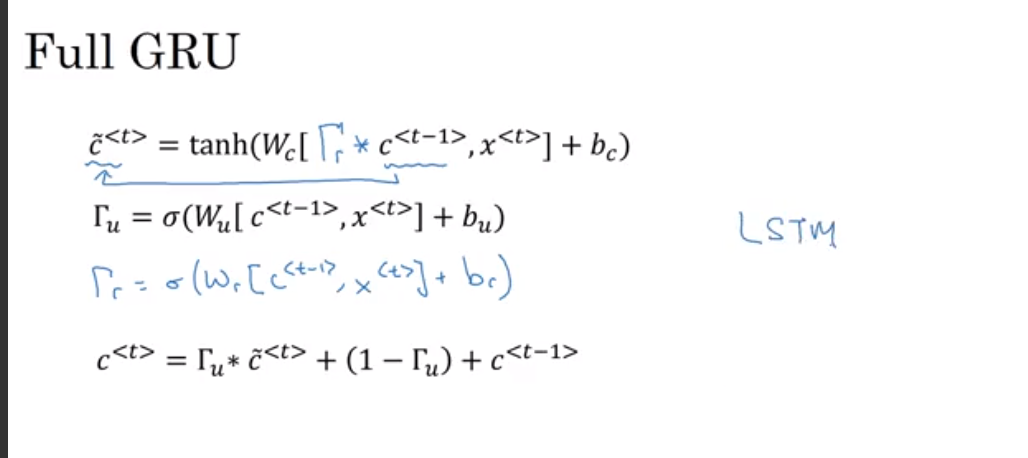 Full GRU
c̃<t> = tanh(Wc[ Γr * c<t−1>, x<t>] + bc)
Γu = σ(Wu[ c<t−1>, x<t>] + bu)
LSTM
Γr = σ(Wr[c<t−1>, x<t>] + br)
c<t> = Γu * c̃<t> + (1 − Γu) + c<t−1>